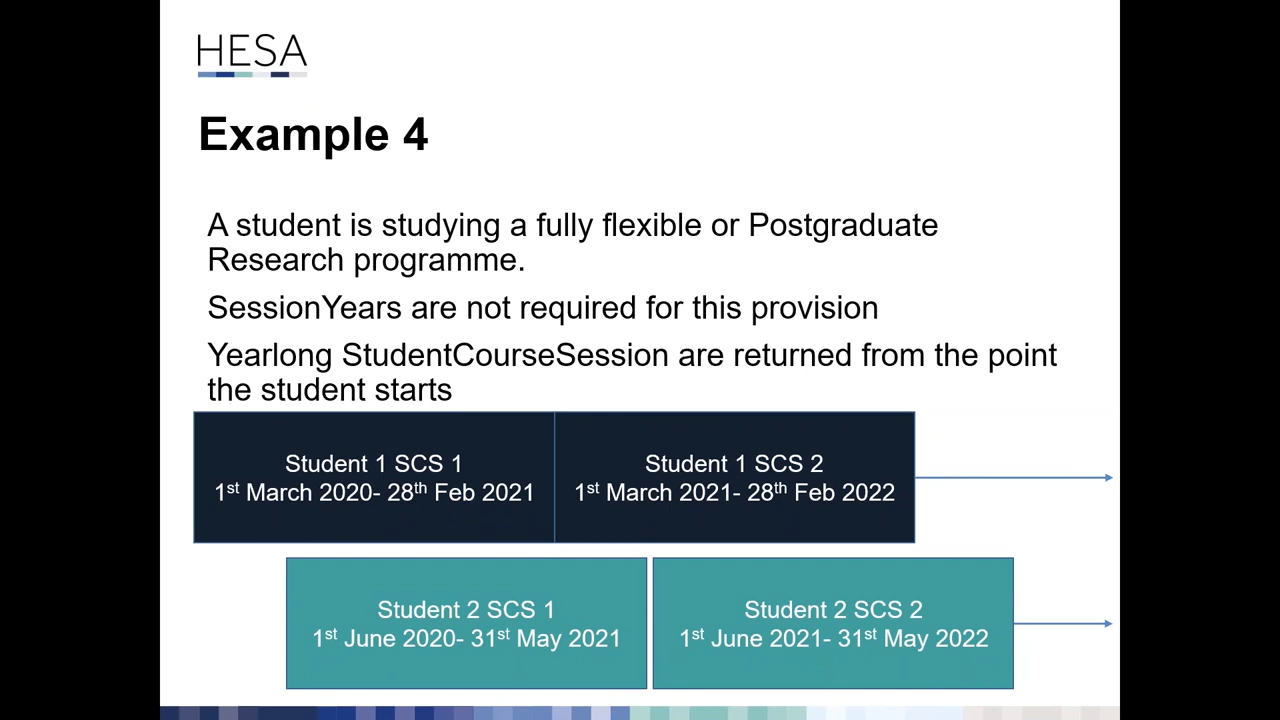 HESA
Example 4
A student is studying a fully flexible or Postgraduate
Research programme.
SessionYears are not required for this provision
Yearlong StudentCourseSession are returned from the point
the student starts
Student 1 SCS 1
1st March 2020- 28th Feb 2021
Student 1 SCS 2
1st March 2021- 28th Feb 2022
Student 2 SCS 1
1st June 2020- 31st May 2021
Student 2 SCS 2
1st June 2021- 31st May 2022